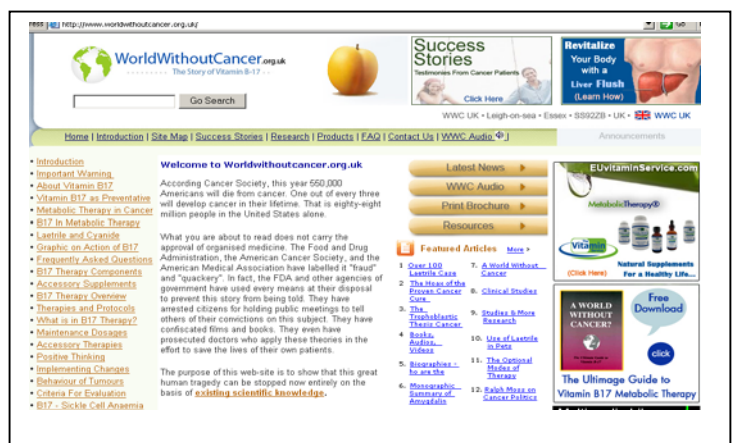 ress http://www.worldwithoutcancer.org.uk/ Go
WorldWithoutCancer.org.uk
The Story of Vitamin B-17
Go Search
Success
Stories
Testimonies From Cancer Patients
Click Here
Revitalize
Your Body
with a
Liver Flush
(Learn How)
WWC UK • Leigh-on-sea • Essex • SS92ZB • UK • WWC UK
Home | Introduction | Site Map | Success Stories | Research | Products | FAQ | Contact Us | WWC Audio |
Announcements
• Introduction
• Important Warning
• About Vitamin B17
• Vitamin B17 as Preventative
• Metabolic Therapy in Cancer
• B17 In Metabolic Therapy
• Laetrile and Cyanide
• Graphic on Action of B17
• Frequently Asked Questions
• B17 Therapy Components
• Accessory Supplements
• B17 Therapy Overview
• Therapies and Protocols
• What is in B17 Therapy?
• Maintenance Dosages
• Accessory Therapies
• Positive Thinking
• Implementing Changes
• Behaviour of Tumours
• Criteria For Evaluation
• B17 - Sickle Cell Anaemia
Welcome to Worldwithoutcancer.org.uk
According Cancer Society, this year 550,000
Americans will die from cancer. One out of every three
will develop cancer in their lifetime. That is eighty-eight
million people in the United States alone.
What you are about to read does not carry the
approval of organised medicine. The Food and Drug
Administration, the American Cancer Society, and the
American Medical Association have labelled it "fraud"
and "quackery". In fact, the FDA and other agencies of
government have used every means at their disposal
to prevent this story from being told. They have
arrested citizens for holding public meetings to tell
others of their convictions on this subject. They have
confiscated films and books. They even have
prosecuted doctors who apply these theories in the
effort to save the lives of their own patients.
The purpose of this web-site is to show that this great
human tragedy can be stopped now entirely on the
basis of existing scientific knowledge.
Latest News
WWC Audio
Print Brochure
Resources
Featured Articles More >
1 Over 100
Laetrile Case
2 The Hoax of the
Proven Cancer
Cure
3. The
Trophoblastic
Thesis Cancer
4 Books,
Audios,
Videos
5. Biographies -
ho are the
6. Monographic
Summary of
Amygdalin
7. A World Without
Cancer
8. Clinical Studies
9. Studies & More
Research
10. Use of Laetrile
in Pets
11. The Optional
Modes of
Therapy
12. Ralph Moss on
Cancer Politics
EUvitaminService.com
MetabolicTherapy®
Vitamin
(Click Here)
Natural Supplements
For a Healthy Life...
A WORLD
WITHOUT
CANCER?
Free
Download
click
The Ultimage Guide to
Vitamin B17 Metabolic Therapy